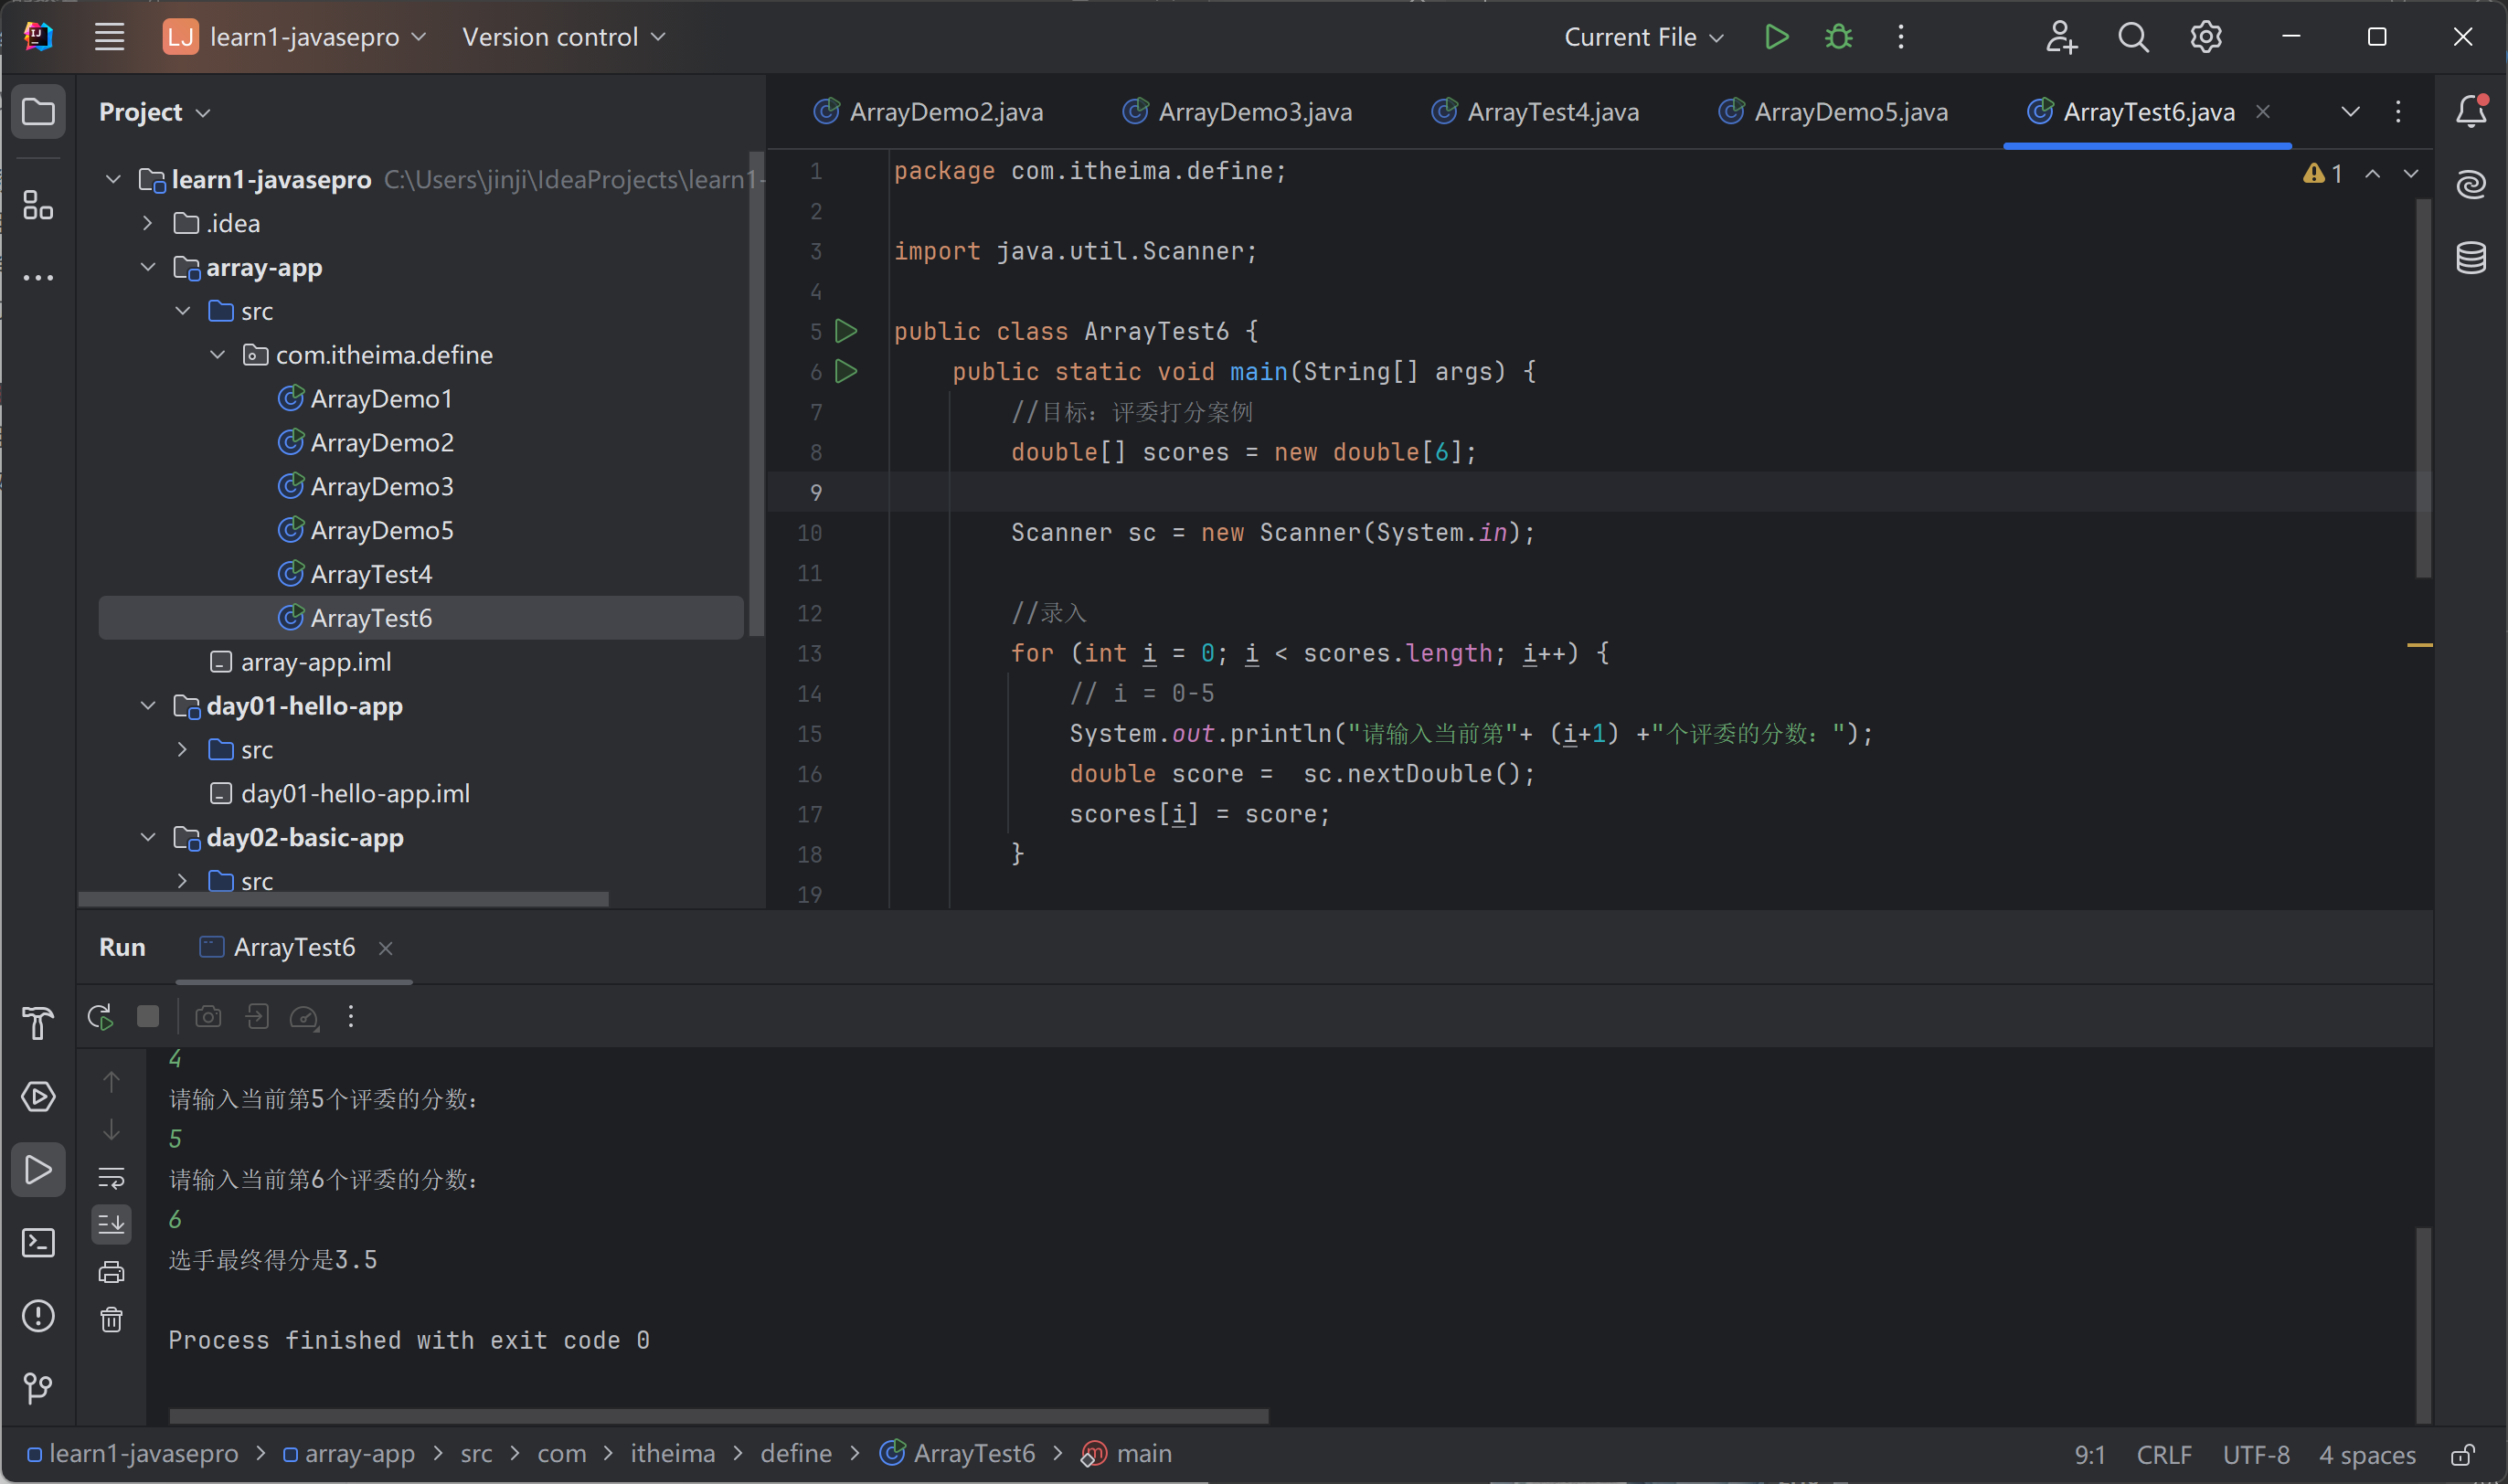 LJ learn1-javasepro Version control Current File
Project
ArrayDemo2.java ArrayDemo3.java ArrayTest4.java ArrayDemo5.java ArrayTest6.java
learn1-javasepro C:\Users\jinji\IdeaProjects\learn1-
.idea
array-app
src
com.itheima.define
ArrayDemo1
ArrayDemo2
ArrayDemo3
ArrayDemo5
ArrayTest4
ArrayTest6
array-app.iml
day01-hello-app
src
day01-hello-app.iml
day02-basic-app
src
1
1 package com.itheima.define;
2
3 import java.util.Scanner;
4
5 public class ArrayTest6 {
6 public static void main(String[] args) {
7 //目标：评委打分案例
8 double[] scores = new double[6];
9
10 Scanner sc = new Scanner(System.in);
11
12 //录入
13 for (int i = 0; i < scores.length; i++) {
14 // i = 0-5
15 System.out.println("请输入当前第"+ (i+1) +"个评委的分数：");
16 double score =  sc.nextDouble();
17 scores[i] = score;
18 }
19
Run ArrayTest6
4
请输入当前第5个评委的分数：
5
请输入当前第6个评委的分数：
6
选手最终得分是3.5
Process finished with exit code 0
learn1-javasepro > array-app > src > com > itheima > define > ArrayTest6 > main 9:1 CRLF UTF-8 4 spaces